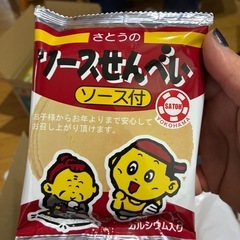 さとうの
ソースせんべい
ソース付
SATOH
YOKOHAMA
お子様からお年よりまで安心して
お召し上がり頂けます。
カルシウム入り